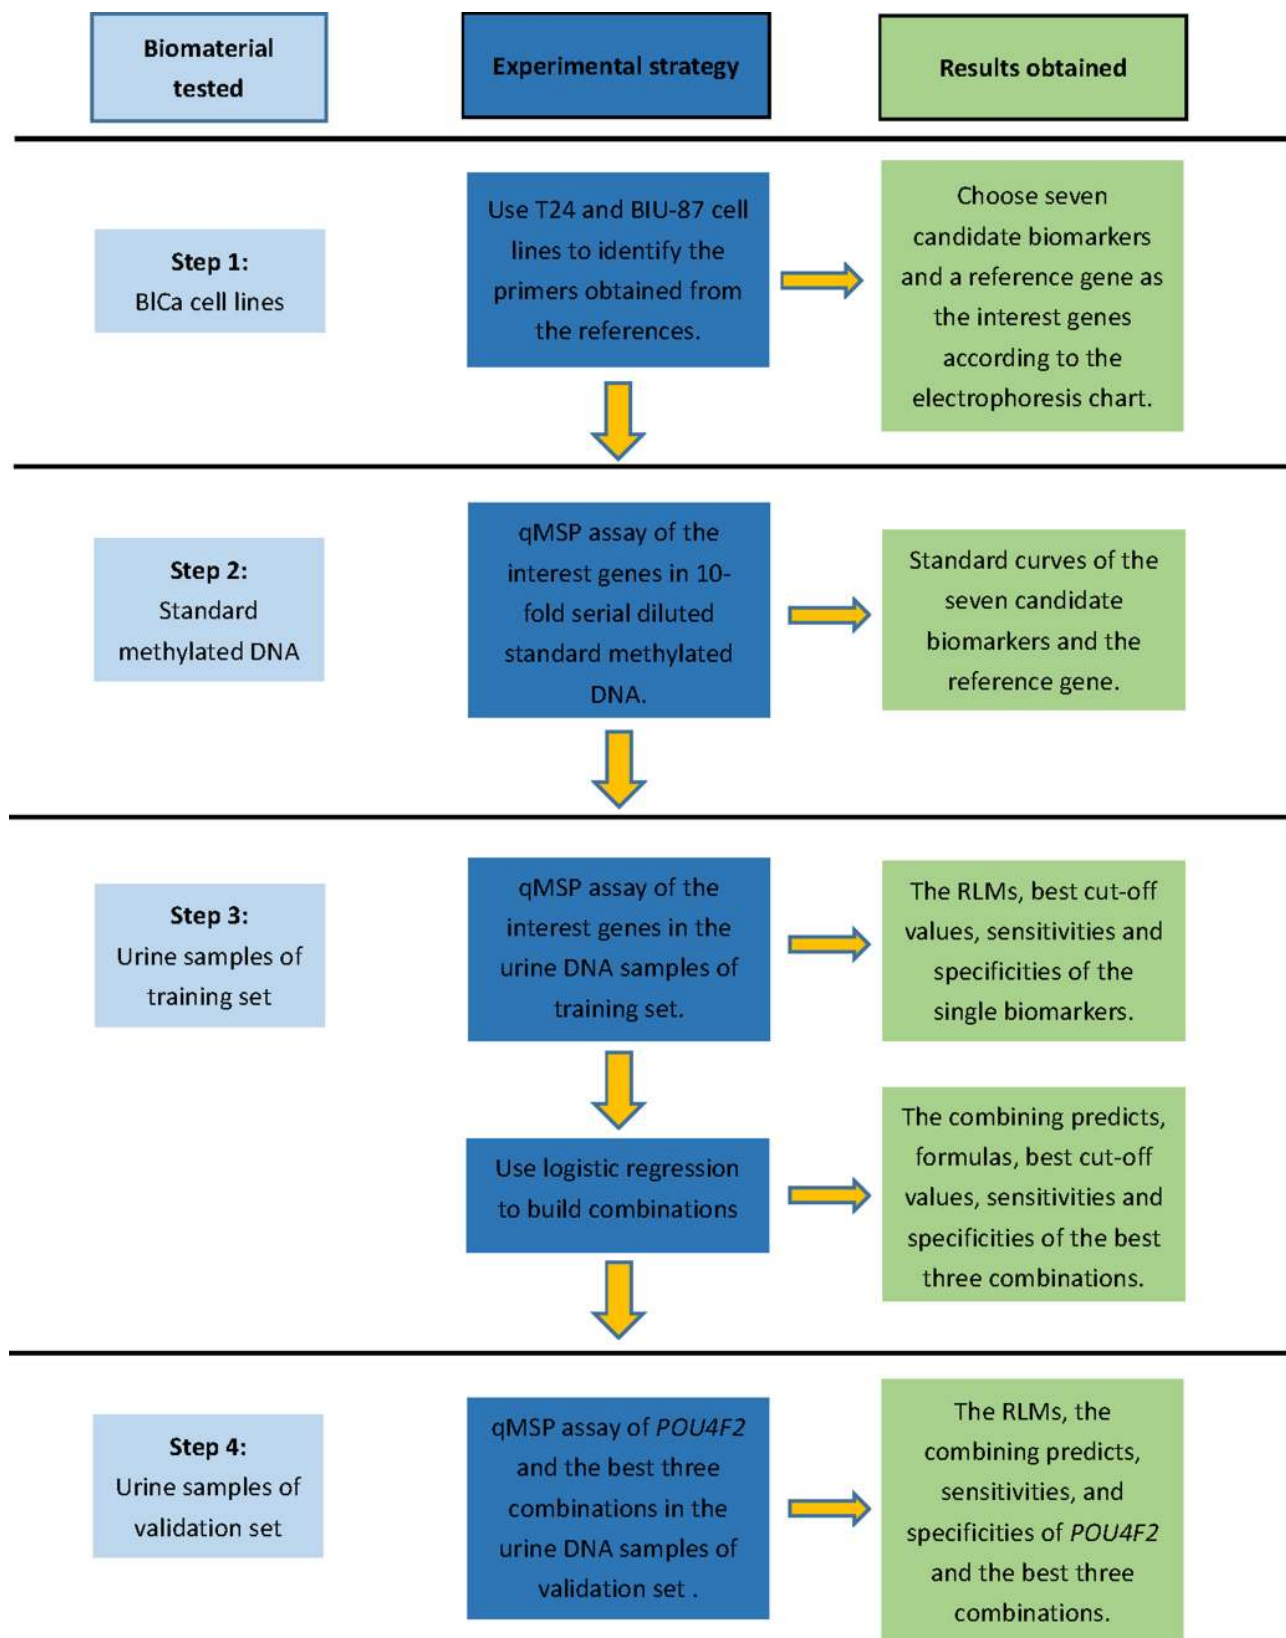 Biomaterial
tested
Experimental strategy
Results obtained
Step 1:
BlCa cell lines
Use T24 and BIU-87 cell
lines to identify the
primers obtained from
the references.
Choose seven
candidate biomarkers
and a reference gene as
the interest genes
according to the
electrophoresis chart.
Step 2:
Standard
methylated DNA
qMSP assay of the
interest genes in 10-
fold serial diluted
standard methylated
DNA.
Standard curves of the
seven candidate
biomarkers and the
reference gene.
Step 3:
Urine samples of
training set
qMSP assay of the
interest genes in the
urine DNA samples of
training set.
The RLMs, best cut-off
values, sensitivities and
specificities of the
single biomarkers.
Use logistic regression
to build combinations
The combining predicts,
formulas, best cut-off
values, sensitivities and
specificities of the best
three combinations.
Step 4:
Urine samples of
validation set
qMSP assay of POU4F2
and the best three
combinations in the
urine DNA samples of
validation set .
The RLMs, the
combining predicts,
sensitivities, and
specificities of POU4F2
and the best three
combinations.